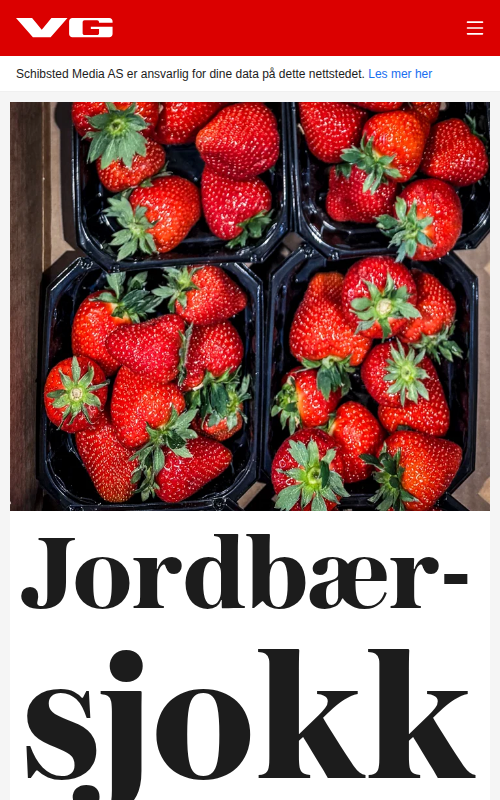 VG
Schibsted Media AS er ansvarlig for dine data på dette nettstedet. Les mer her
Jordbær-
sjokk